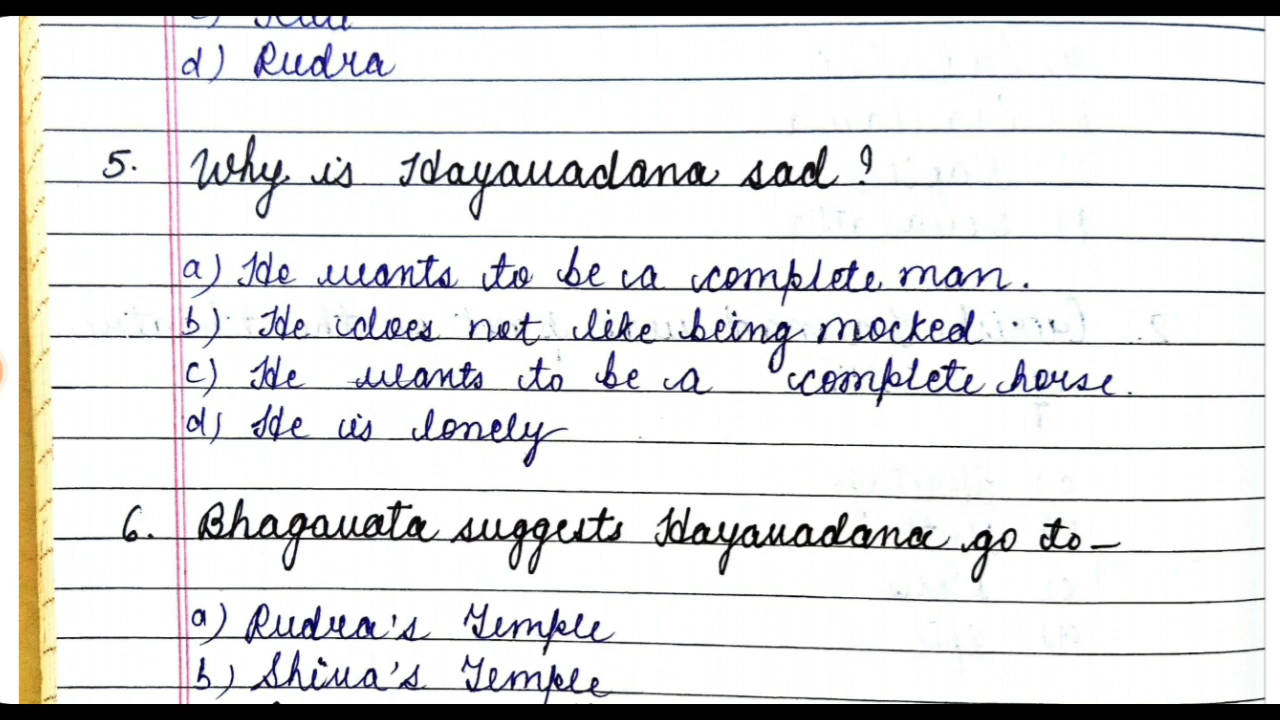 d) Rudra
5. Why is Hayavadana sad?
a) He wants to be a complete man.
b) He does not like being mocked.
c) He wants to be a complete horse.
d) He is lonely
6. Bhagavata suggests Hayavadana go to-
a) Rudra's Temple
b) Shiva's Temple